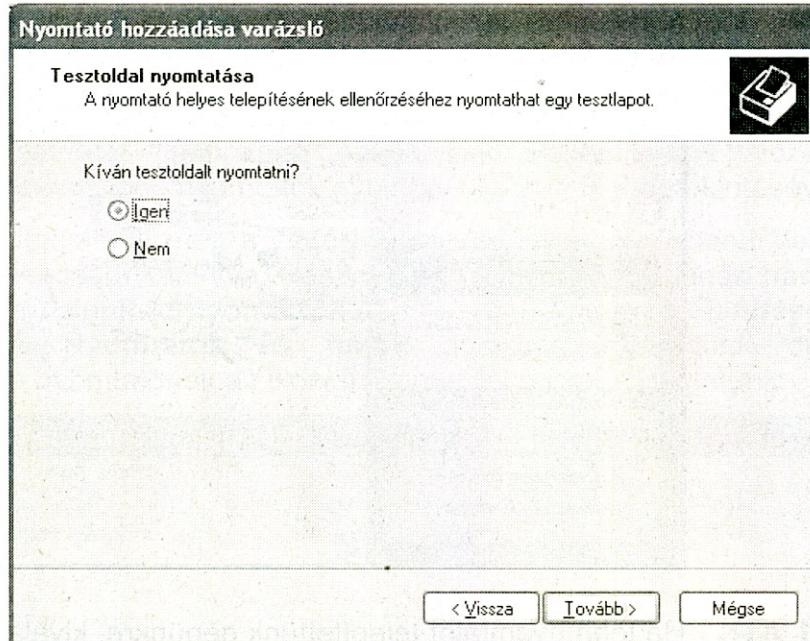 Nyomtató hozzáadása varázsló
Tesztoldal nyomtatása
A nyomtató helyes telepítésének ellenőrzéséhez nyomtathat egy tesztlapot.
Kíván tesztoldalt nyomtatni?
Igen
Nem
< Vissza
Tovább >
Mégse